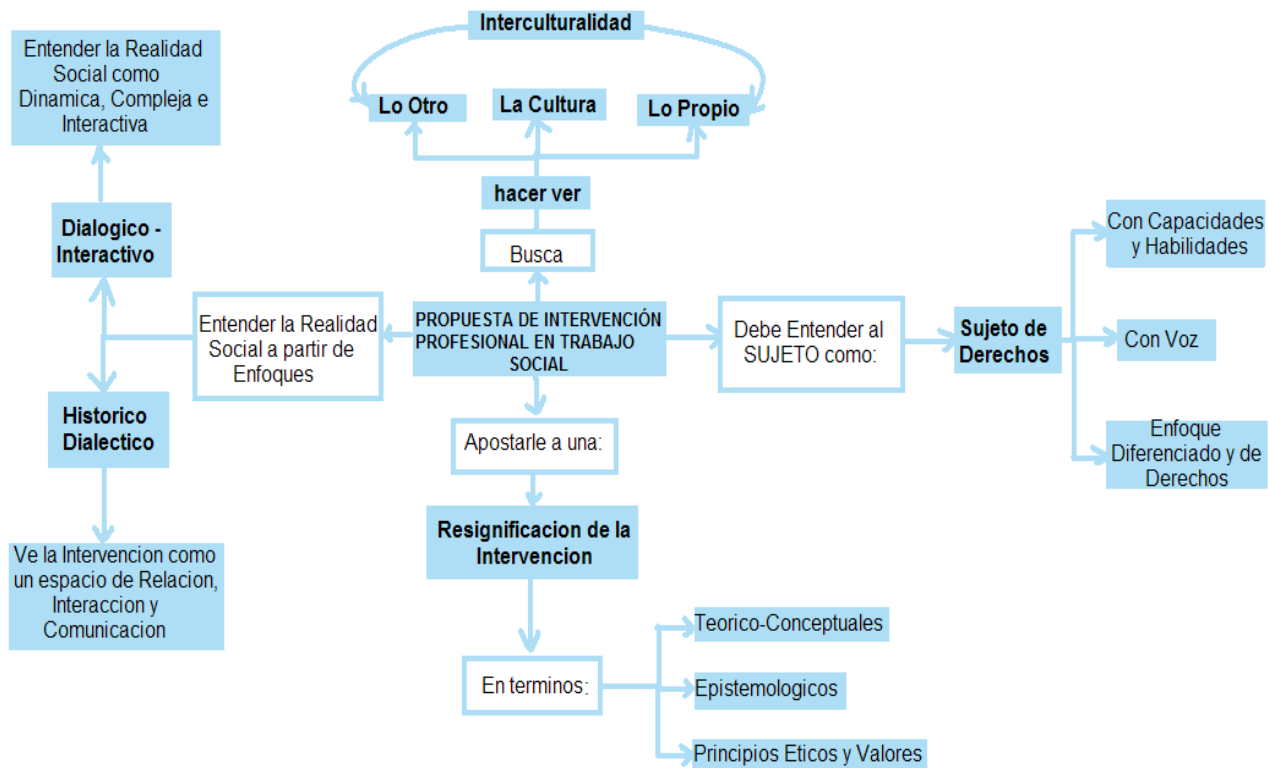 Interculturalidad
Entender la Realidad
Social como
Dinamica, Compleja e
Interactiva
Lo Otro
La Cultura
Lo Propio
hacer ver
Busca
Dialogico -
Interactivo
Con Capacidades
y Habilidades
Entender la Realidad
Social a partir de
Enfoques
PROPUESTA DE INTERVENCIÓN
PROFESIONAL EN TRABAJO
SOCIAL
Debe Entender al
SUJETO como:
Sujeto de
Derechos
Con Voz
Historico
Dialectico
Apostarle a una:
Enfoque
Diferenciado y de
Derechos
Resignificacion de la
Intervencion
Ve la Intervencion como
un espacio de Relacion,
Interaccion y
Comunicacion
Teorico-Conceptuales
En terminos:
Epistemologicos
Principios Eticos y Valores